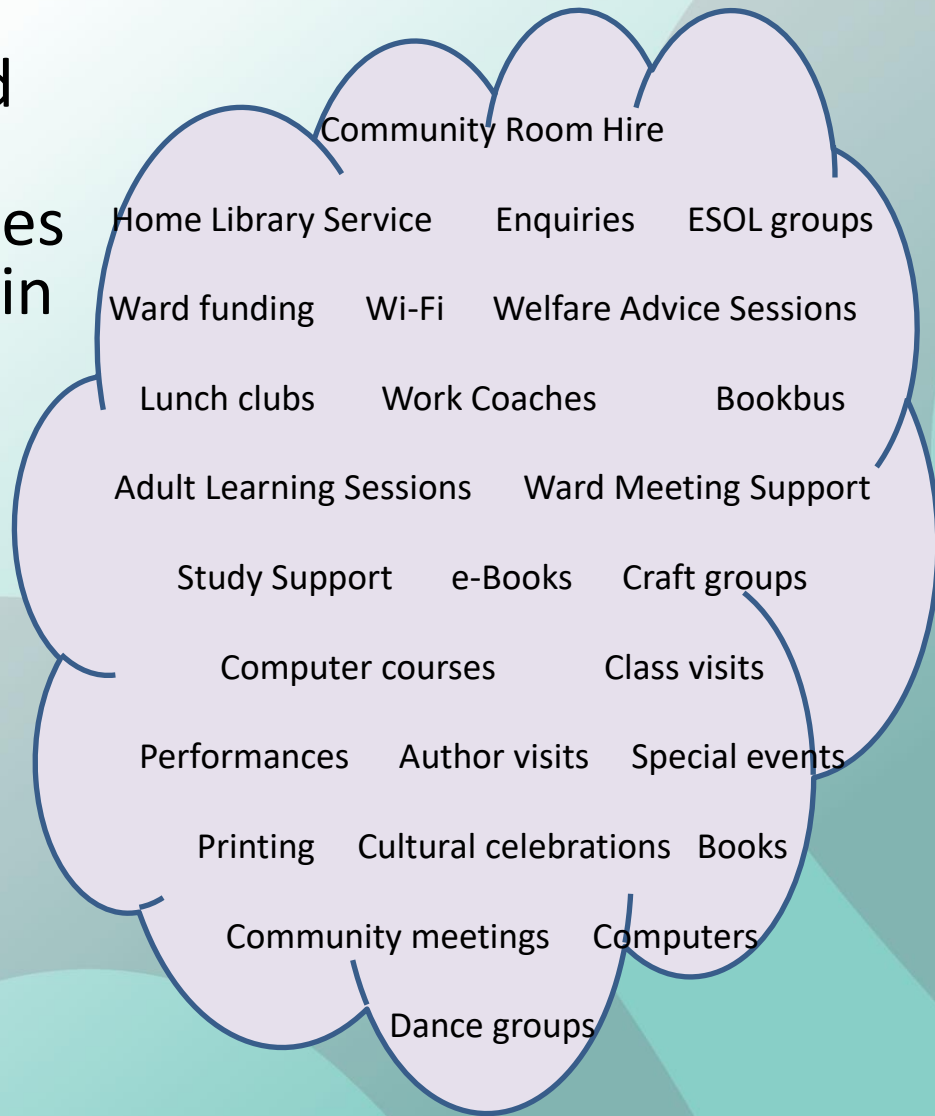 d
es
in
Community Room Hire
Home Library Service Enquiries ESOL groups
Ward funding Wi-Fi Welfare Advice Sessions
Lunch clubs Work Coaches Bookbus
Adult Learning Sessions Ward Meeting Support
Study Support e-Books Craft groups
Computer courses Class visits
Performances Author visits Special events
Printing Cultural celebrations Books
Community meetings Computers
Dance groups